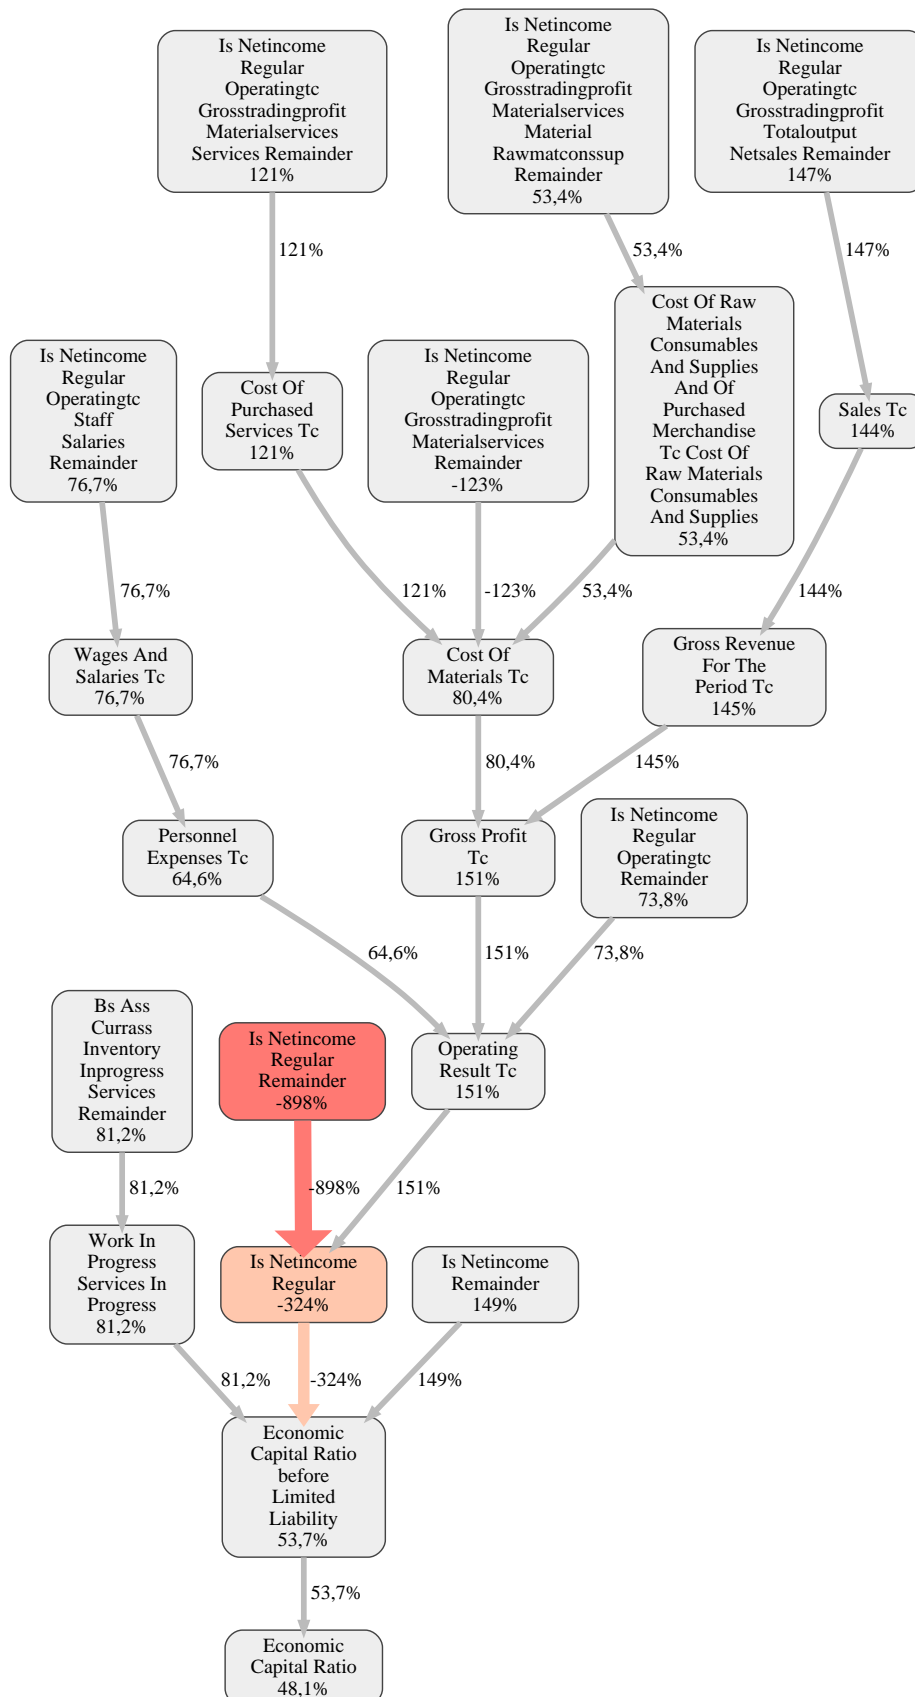 Is Netincome
Regular
Operatingtc
Grosstradingprofit
Materialservices
Services Remainder
121%
Is Netincome
Regular
Operatingtc
Grosstradingprofit
Materialservices
Material
Rawmatconssup
Remainder
53,4%
Is Netincome
Regular
Operatingtc
Grosstradingprofit
Totaloutput
Netsales Remainder
147%
121%
53,4%
147%
Is Netincome
Regular
Operatingtc
Staff
Salaries
Remainder
76,7%
Cost Of
Purchased
Services Tc
121%
Is Netincome
Regular
Operatingtc
Grosstradingprofit
Materialservices
Remainder
-123%
Cost Of Raw
Materials
Consumables
And Supplies
And Of
Purchased
Merchandise
Tc Cost Of
Raw Materials
Consumables
And Supplies
53,4%
Sales Tc
144%
76,7%
121%
-123%
53,4%
144%
Wages And
Salaries Tc
76,7%
Cost Of
Materials Tc
80,4%
Gross Revenue
For The
Period Tc
145%
76,7%
80,4%
145%
Personnel
Expenses Tc
64,6%
Gross Profit
Tc
151%
Is Netincome
Regular
Operatingtc
Remainder
73,8%
64,6%
151%
73,8%
Bs Ass
Currass
Inventory
Inprogress
Services
Remainder
81,2%
Is Netincome
Regular
Remainder
-898%
Operating
Result Tc
151%
81,2%
-898%
151%
Work In
Progress
Services In
Progress
81,2%
Is Netincome
Regular
-324%
Is Netincome
Remainder
149%
81,2%
-324%
149%
Economic
Capital Ratio
before
Limited
Liability
53,7%
53,7%
Economic
Capital Ratio
48,1%